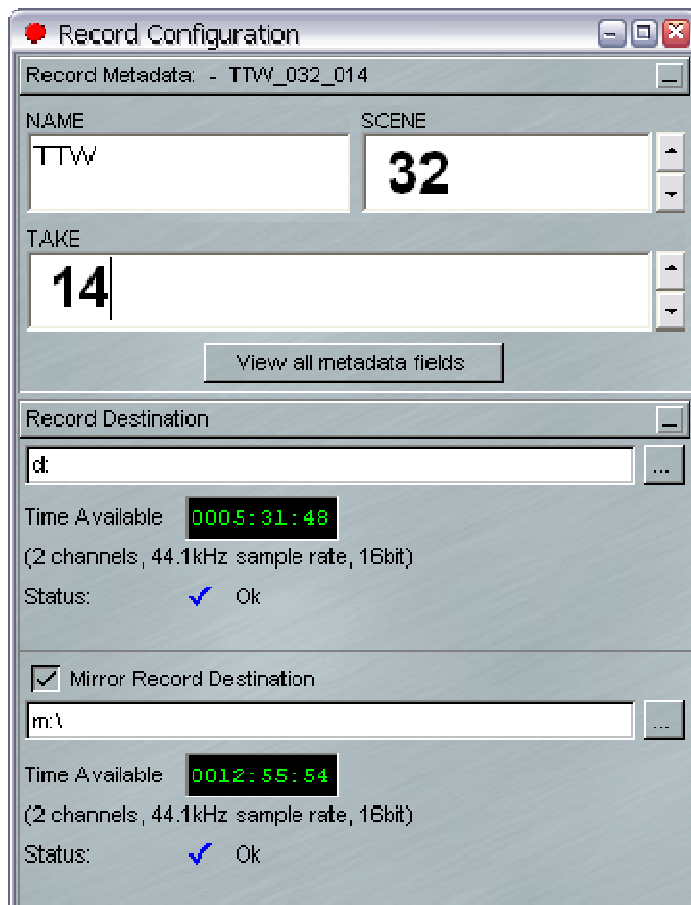 Record Configuration
Record Metadata: - TTW_032_014
NAME
SCENE
TTW
32
TAKE
14
View all metadata fields
Record Destination
d:
...
Time Available 0005:31:48
(2 channels, 44.1kHz sample rate, 16bit)
Status: Ok
Mirror Record Destination
m:\
...
Time Available 0012:55:54
(2 channels, 44.1kHz sample rate, 16bit)
Status: Ok